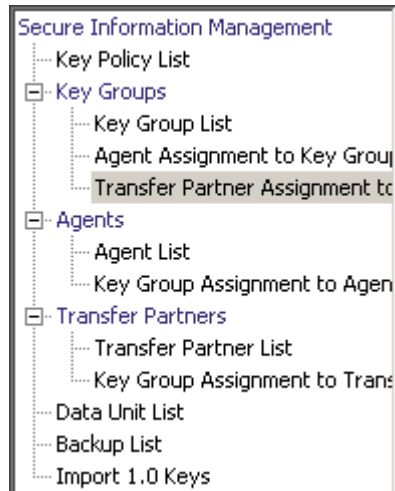 Secure Information Management
Key Policy List
Key Groups
Key Group List
Agent Assignment to Key Grou
Transfer Partner Assignment to
Agents
Agent List
Key Group Assignment to Agen
Transfer Partners
Transfer Partner List
Key Group Assignment to Trans
Data Unit List
Backup List
Import 1.0 Keys